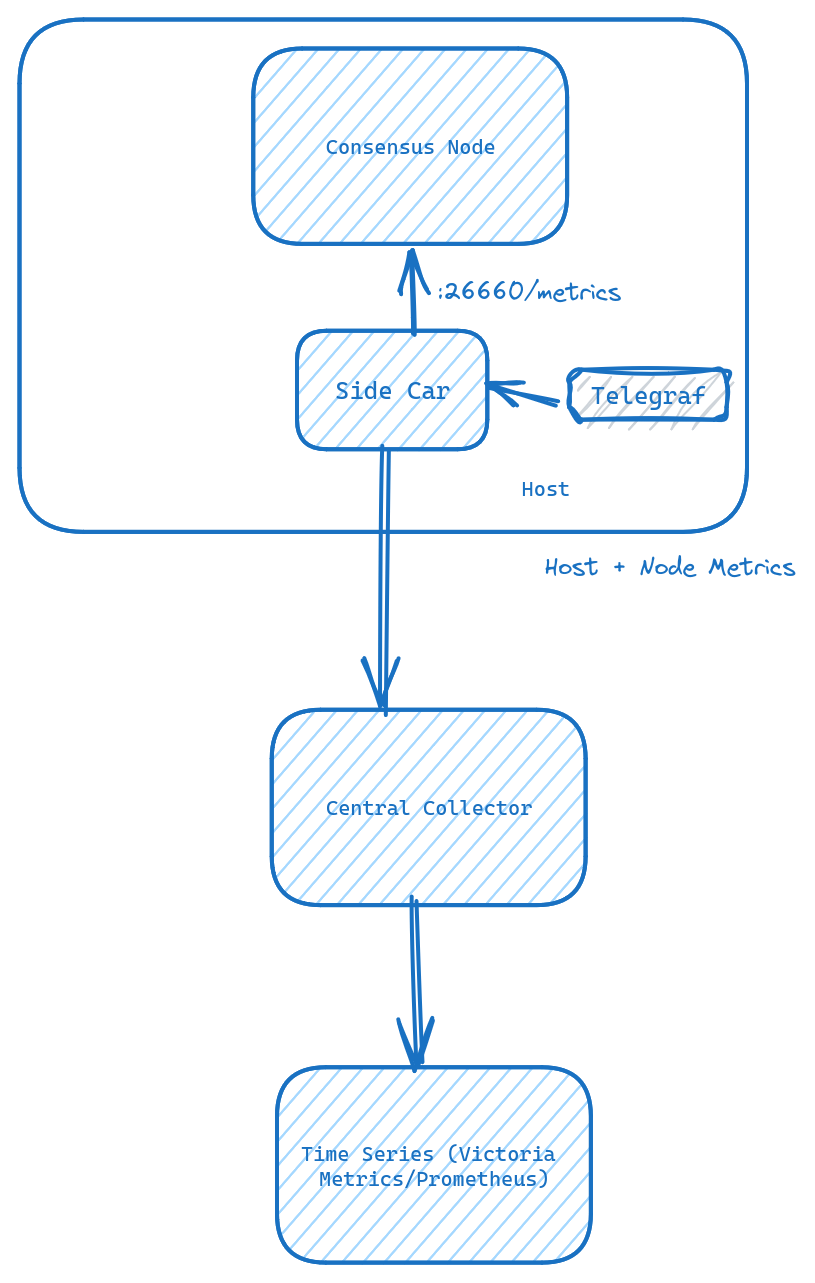 Consensus Node
:26660/metrics
Side Car
Telegraf
Host
Host + Node Metrics
Central Collector
Time Series (Victoria
Metrics/Prometheus)